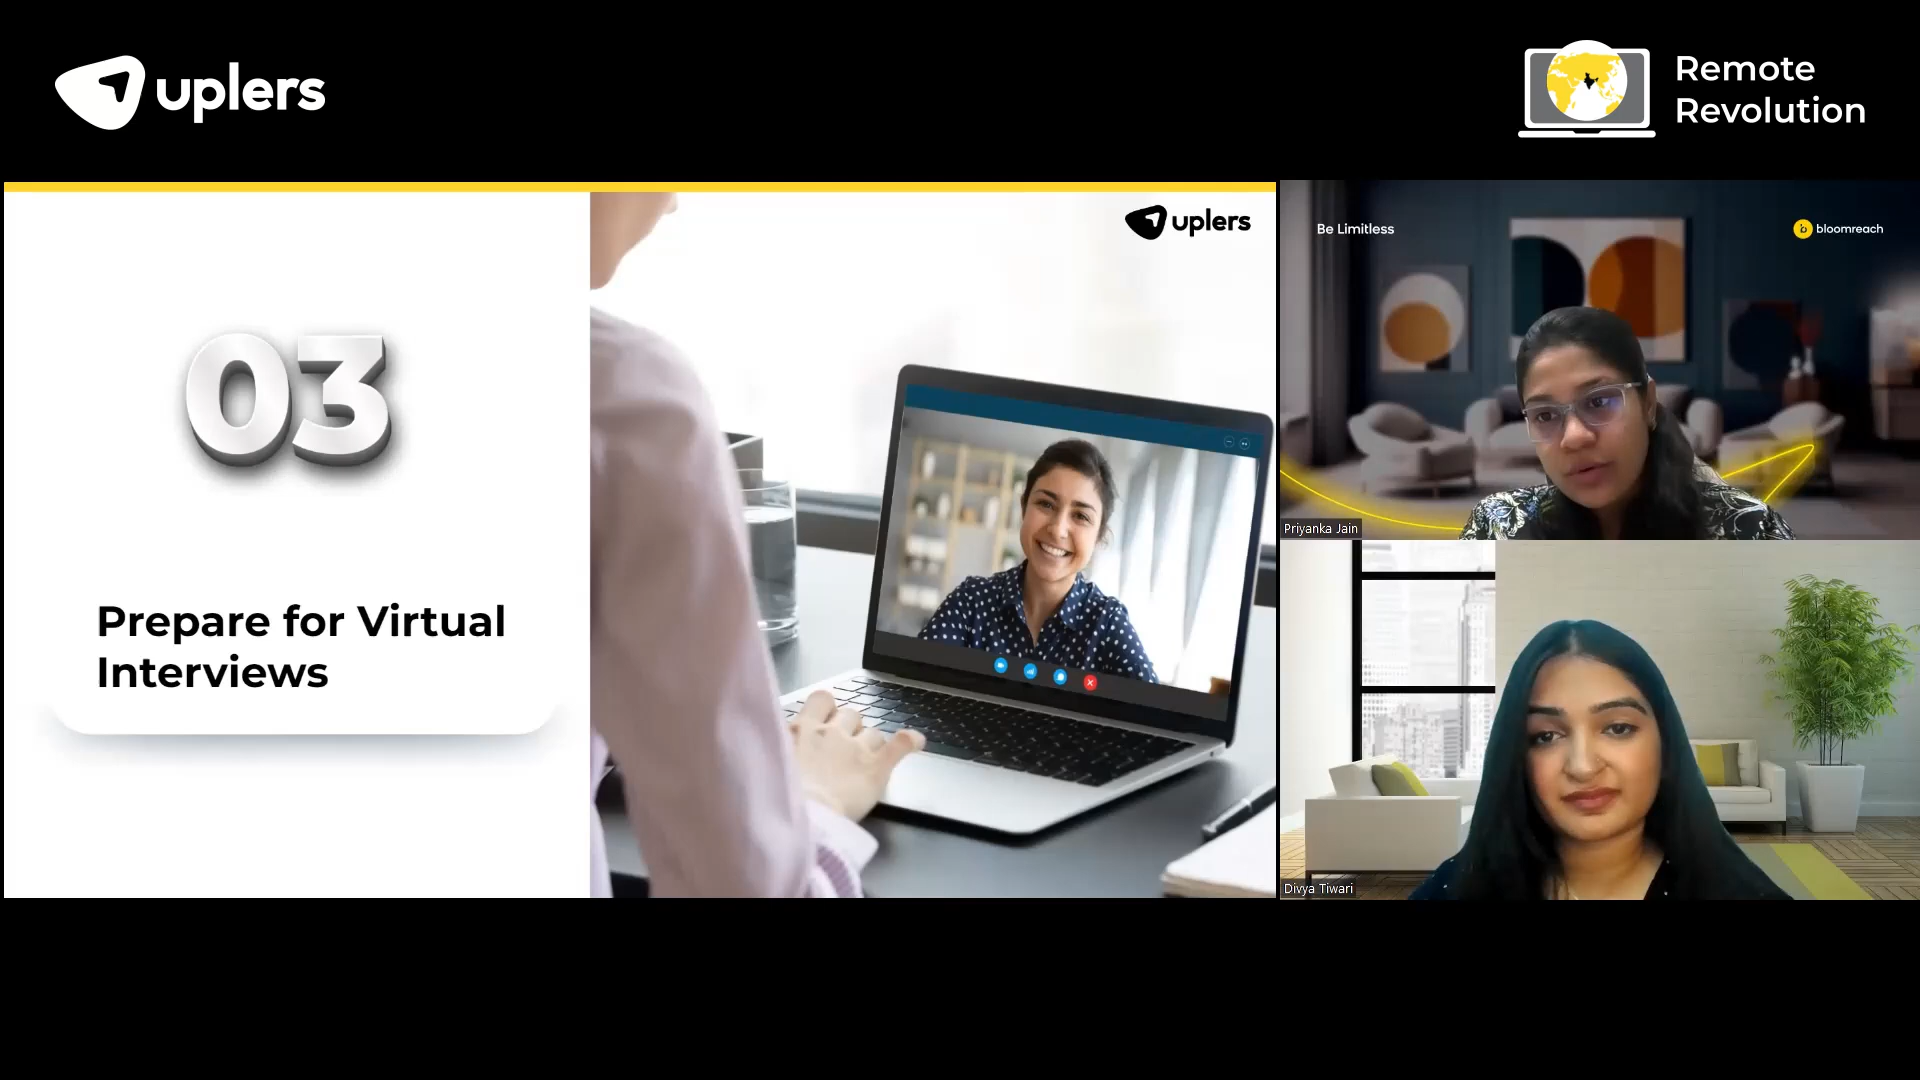 uplers
Remote
Revolution
uplers
03
Prepare for Virtual
Interviews
Be Limitless
bloomreach
Priyanka Jain
Divya Tiwari